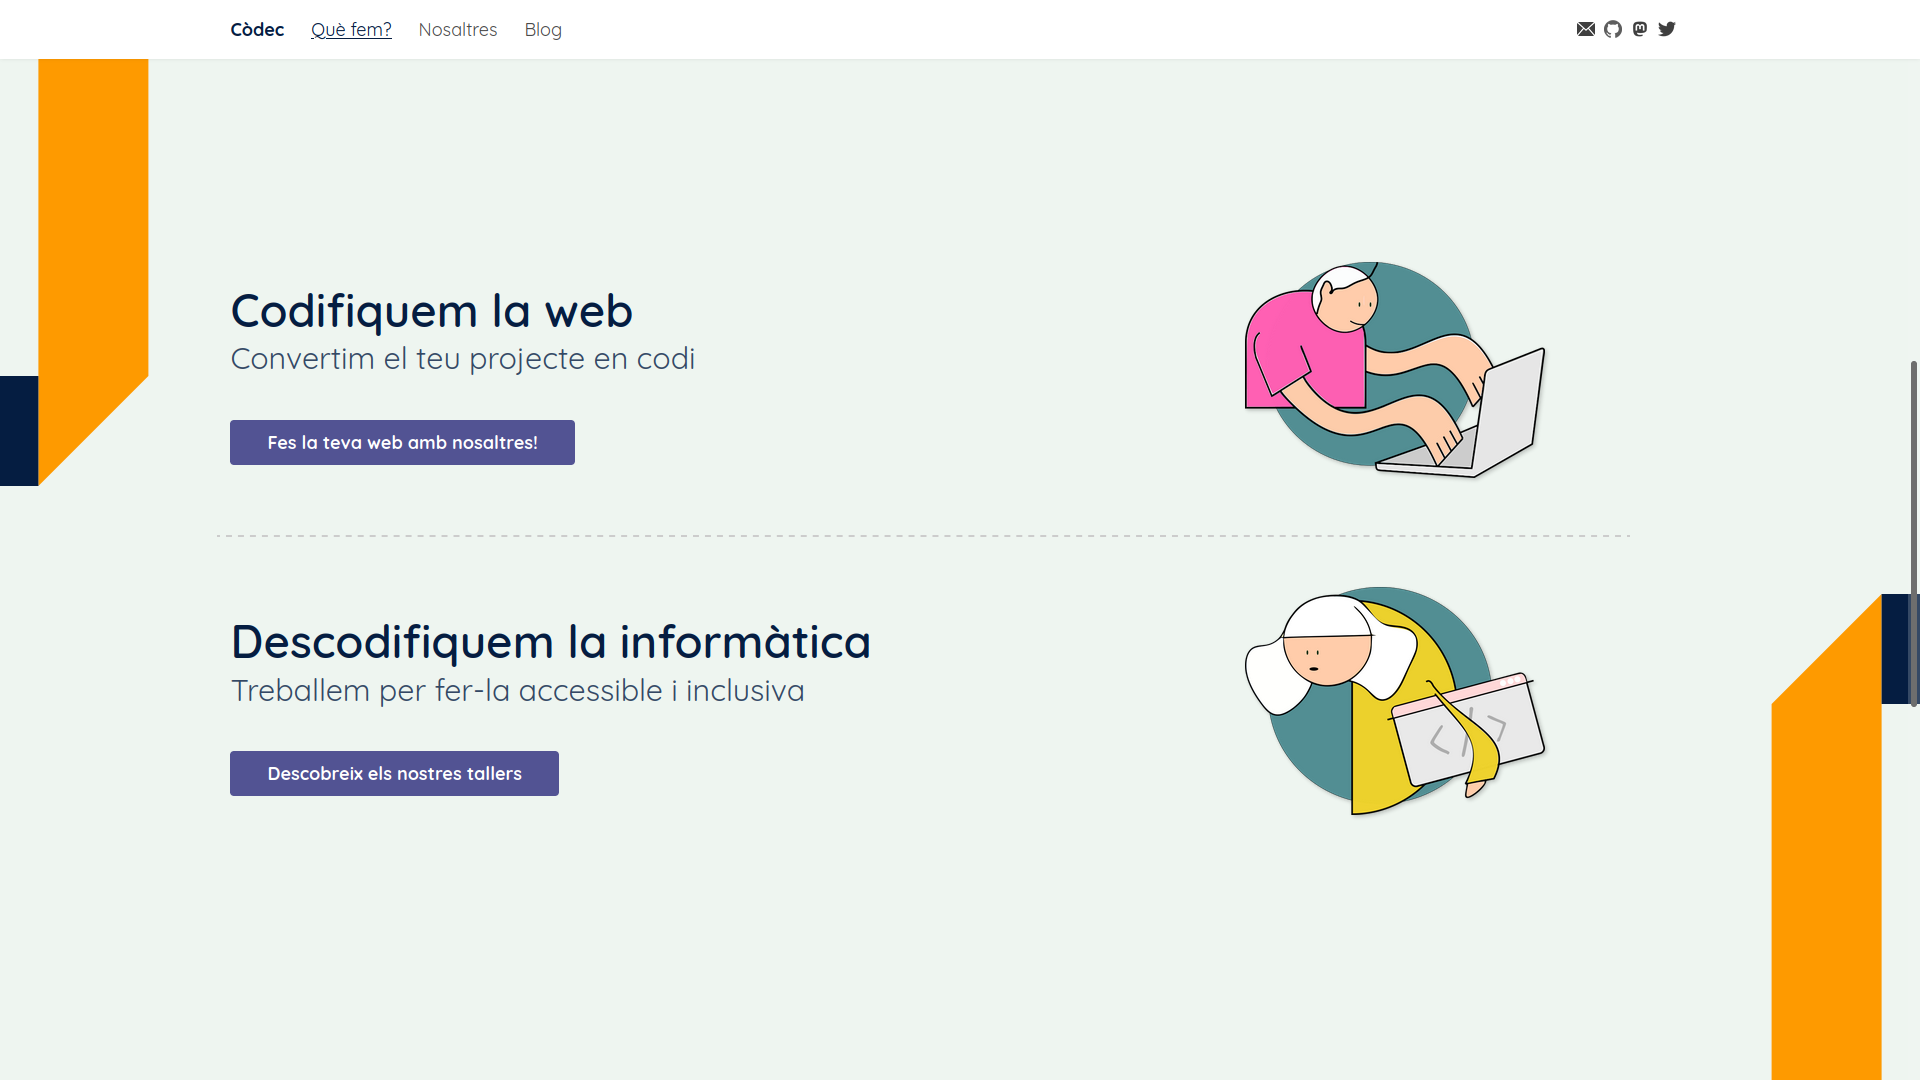 Còdec Què fem? Nosaltres Blog
Codifiquem la web
Convertim el teu projecte en codi
Fes la teva web amb nosaltres!
Descodifiquem la informàtica
Treballem per fer-la accessible i inclusiva
Descobreix els nostres tallers